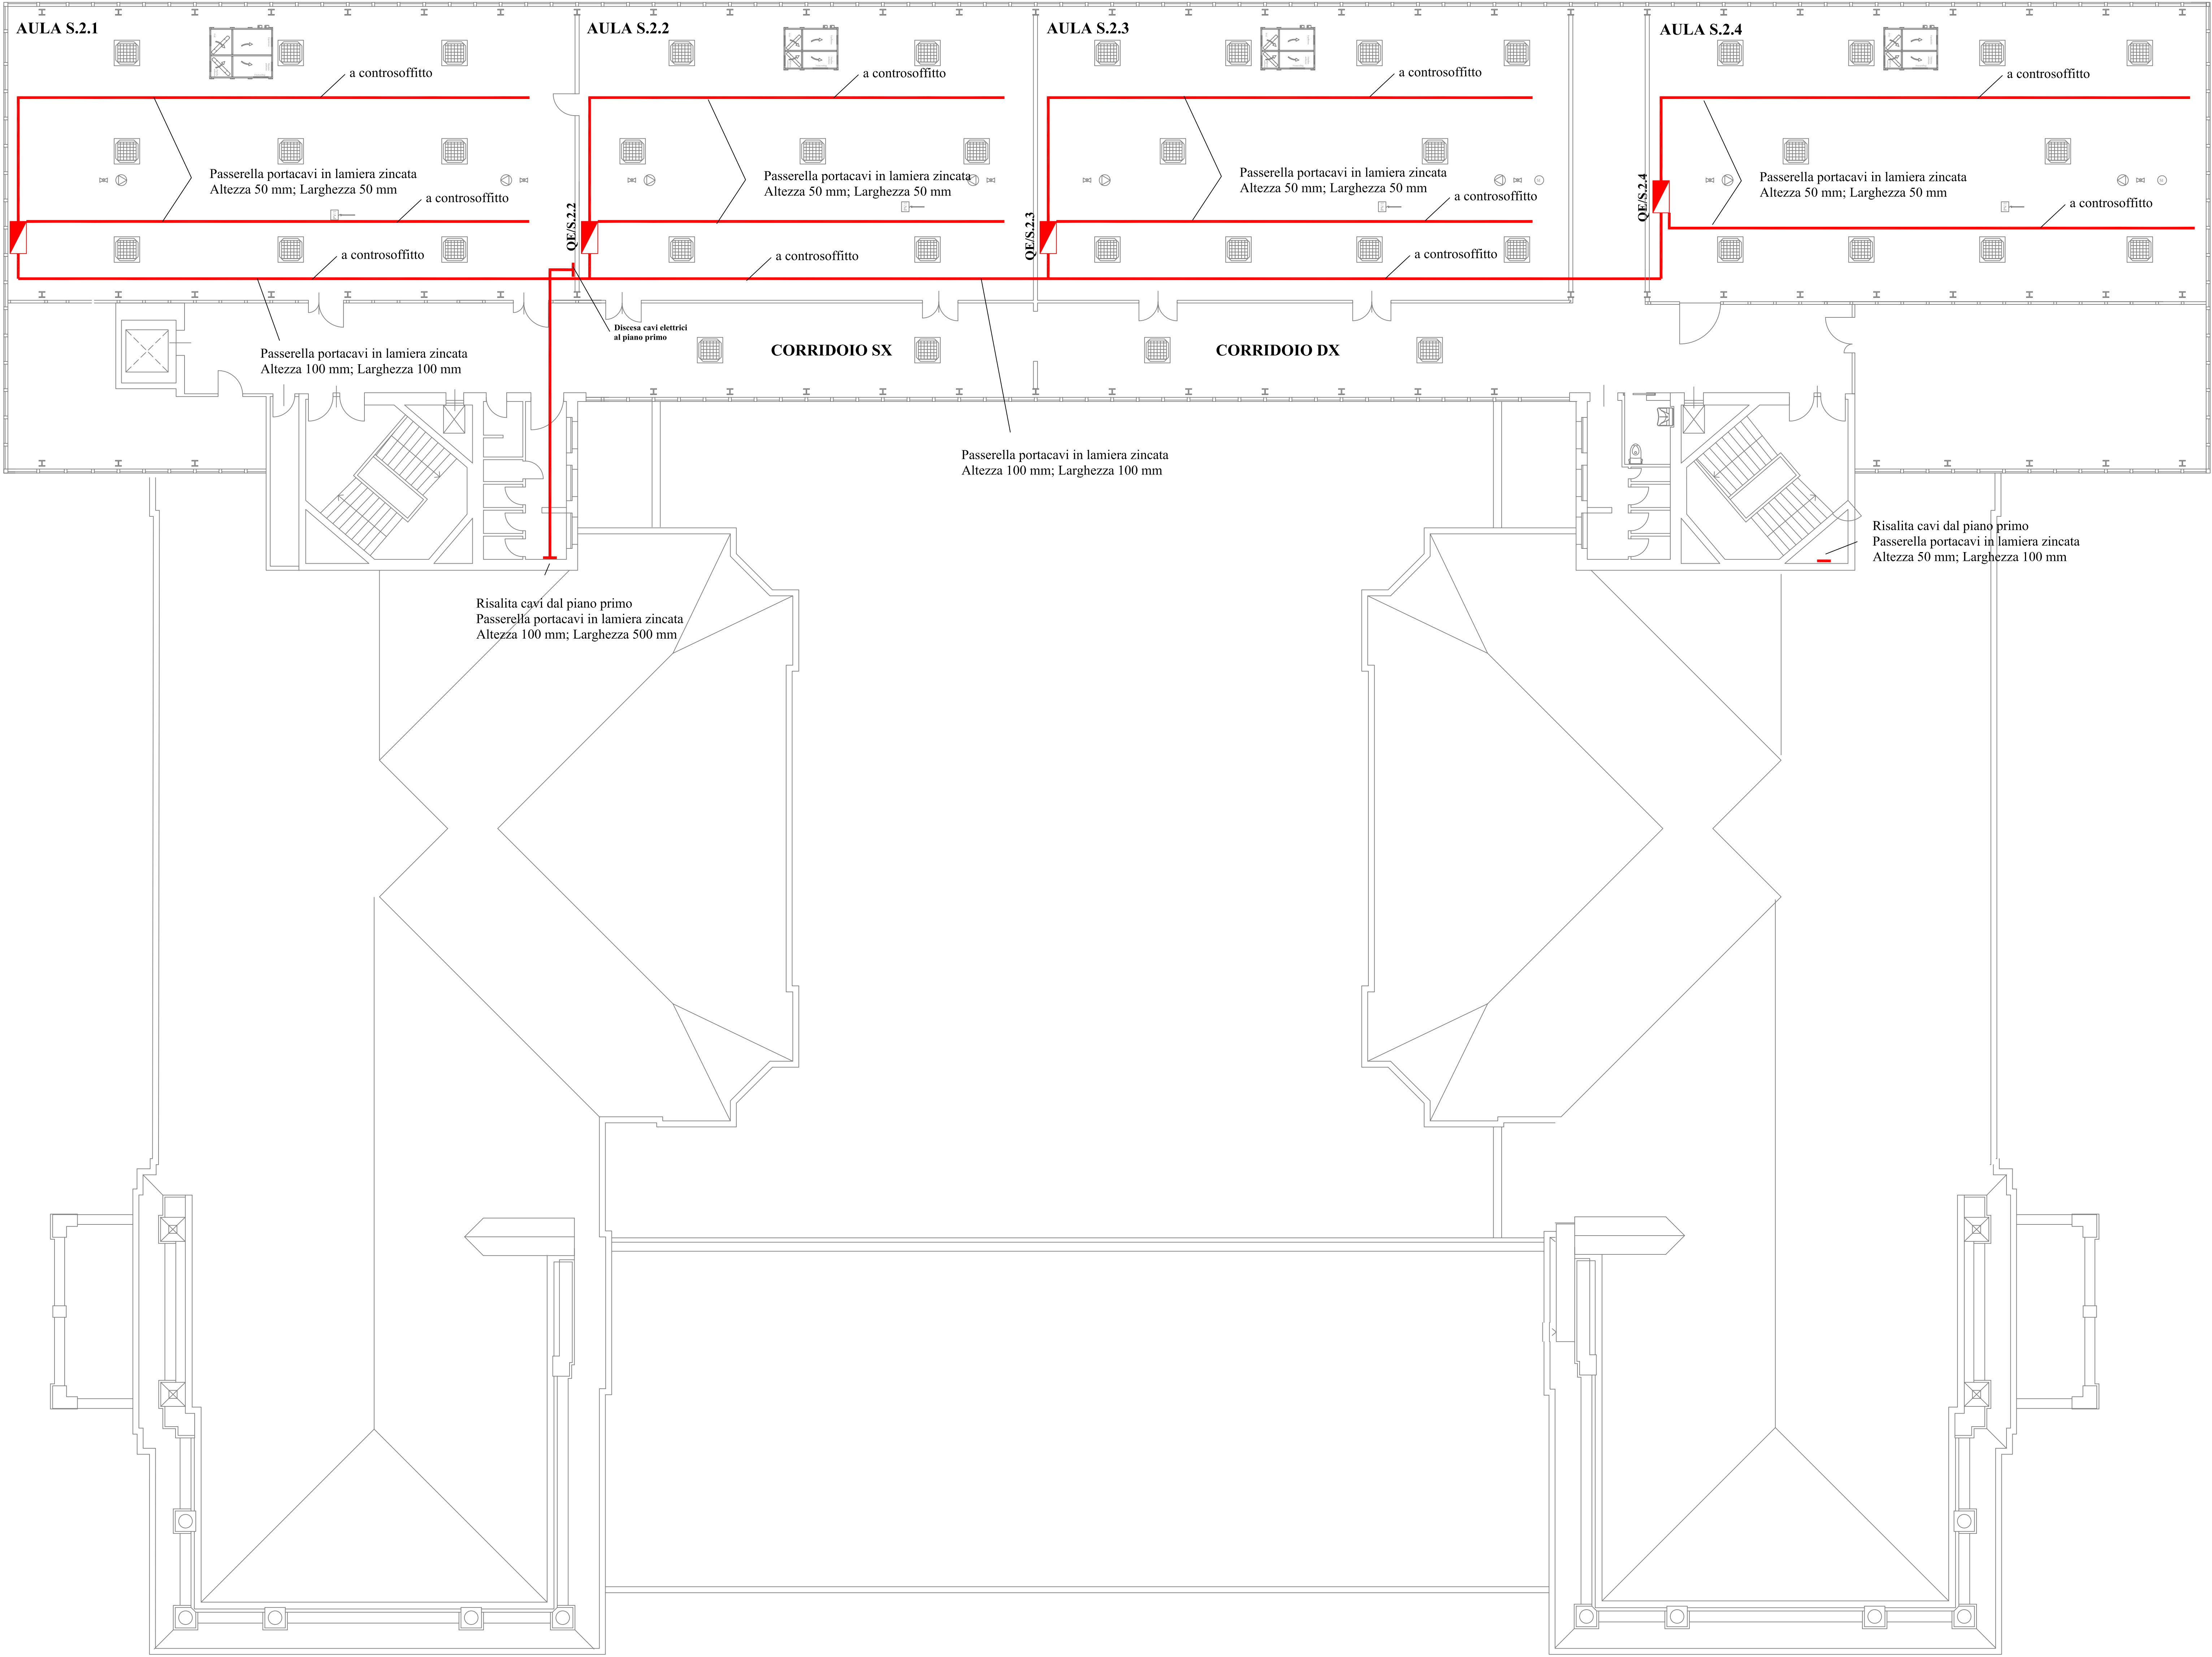 AULA S.2.1
AULA S.2.2
AULA S.2.3
AULA S.2.4
a controsoffitto
a controsoffitto
a controsoffitto
a controsoffitto
Passerella portacavi in lamiera zincata
Altezza 50 mm; Larghezza 50 mm
Passerella portacavi in lamiera zincata
Altezza 50 mm; Larghezza 50 mm
Passerella portacavi in lamiera zincata
Altezza 50 mm; Larghezza 50 mm
Passerella portacavi in lamiera zincata
Altezza 50 mm; Larghezza 50 mm
a controsoffitto
a controsoffitto
a controsoffitto
QE/S.2.2
QE/S.2.3
QE/S.2.4
a controsoffitto
a controsoffitto
a controsoffitto
Discesa cavi elettrici
al piano primo
CORRIDOIO SX
CORRIDOIO DX
Passerella portacavi in lamiera zincata
Altezza 100 mm; Larghezza 100 mm
Passerella portacavi in lamiera zincata
Altezza 100 mm; Larghezza 100 mm
Risalita cavi dal piano primo
Passerella portacavi in lamiera zincata
Altezza 50 mm; Larghezza 100 mm
Risalita cavi dal piano primo
Passerella portacavi in lamiera zincata
Altezza 100 mm; Larghezza 500 mm